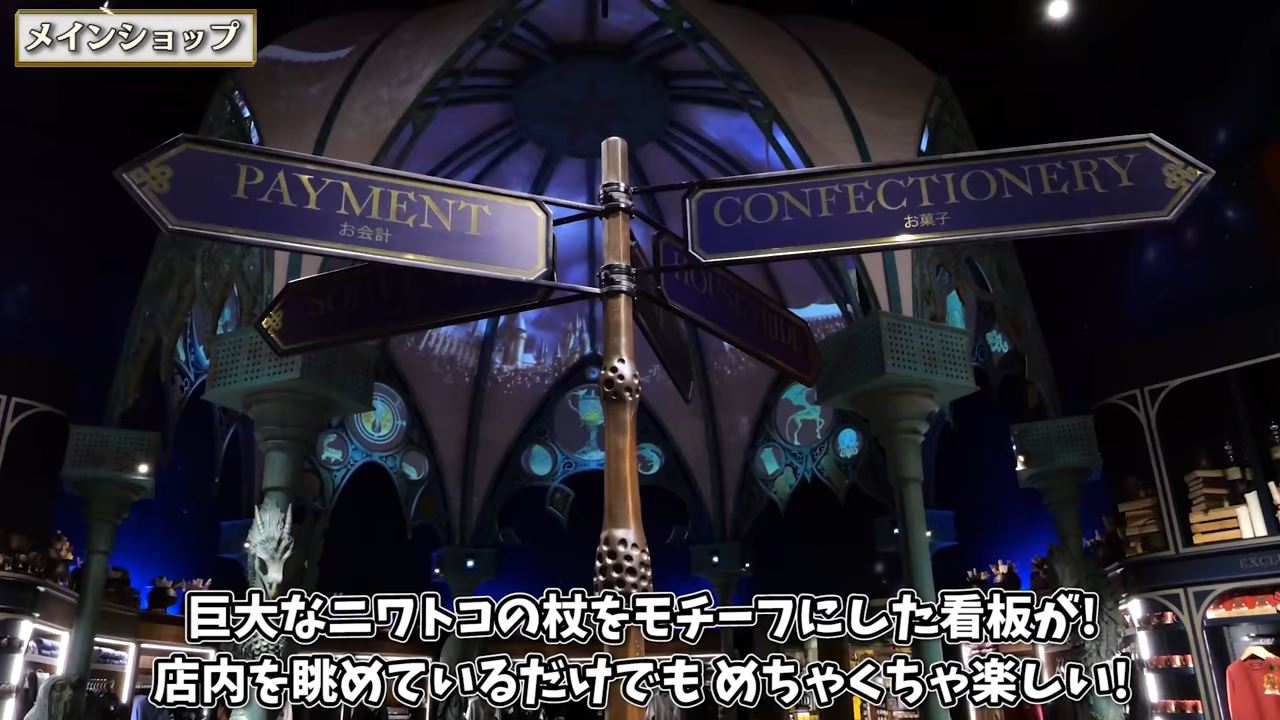 メインショップ
PAYMENT
お会計
CONFECTIONERY
お菓子
HOUSE PRIDE
巨大なニワトコの杖をモチーフにした看板が!
店内を眺めているだけでも めちゃくちゃ楽しい!